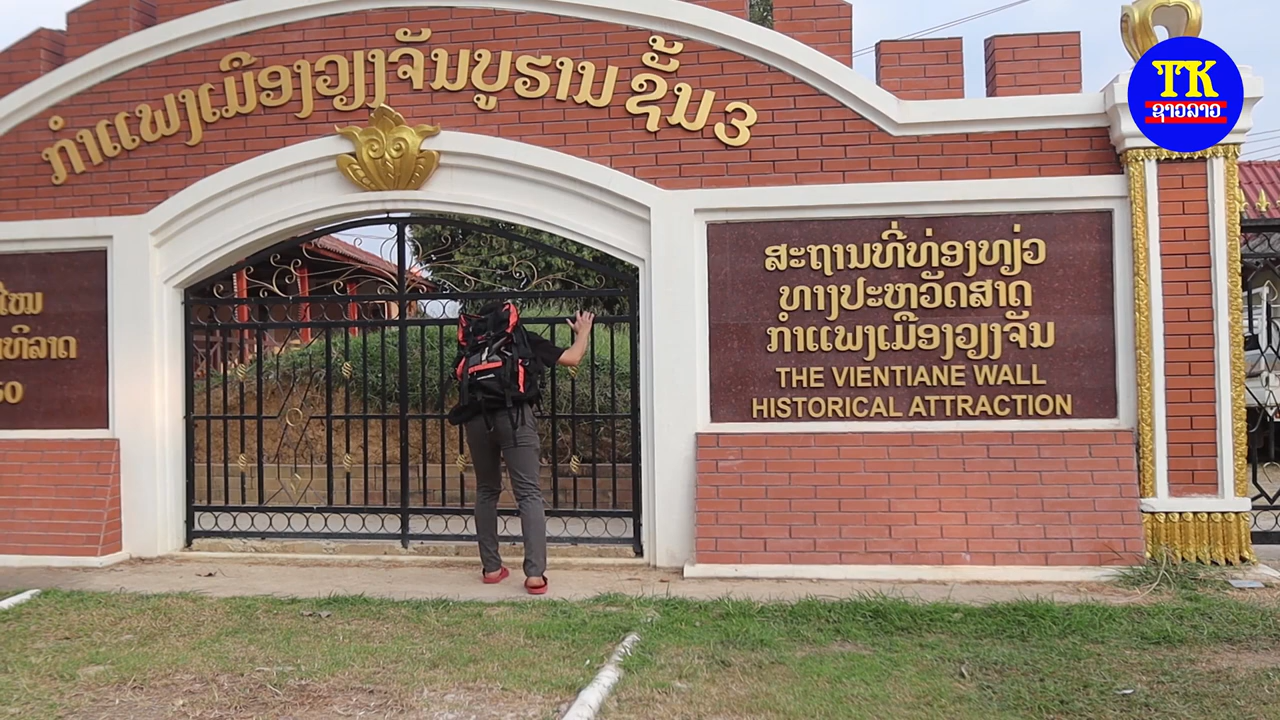 ກຳແພງເມືອງວຽງຈັນບູຮານ ຊັ້ນ 3
TK
ຊາວລາວ
ສະຖານທີ່ທ່ອງທ່ຽວ
ທາງປະຫວັດສາດ
ກຳແພງເມືອງວຽງຈັນ
THE VIENTIANE WALL
HISTORICAL ATTRACTION